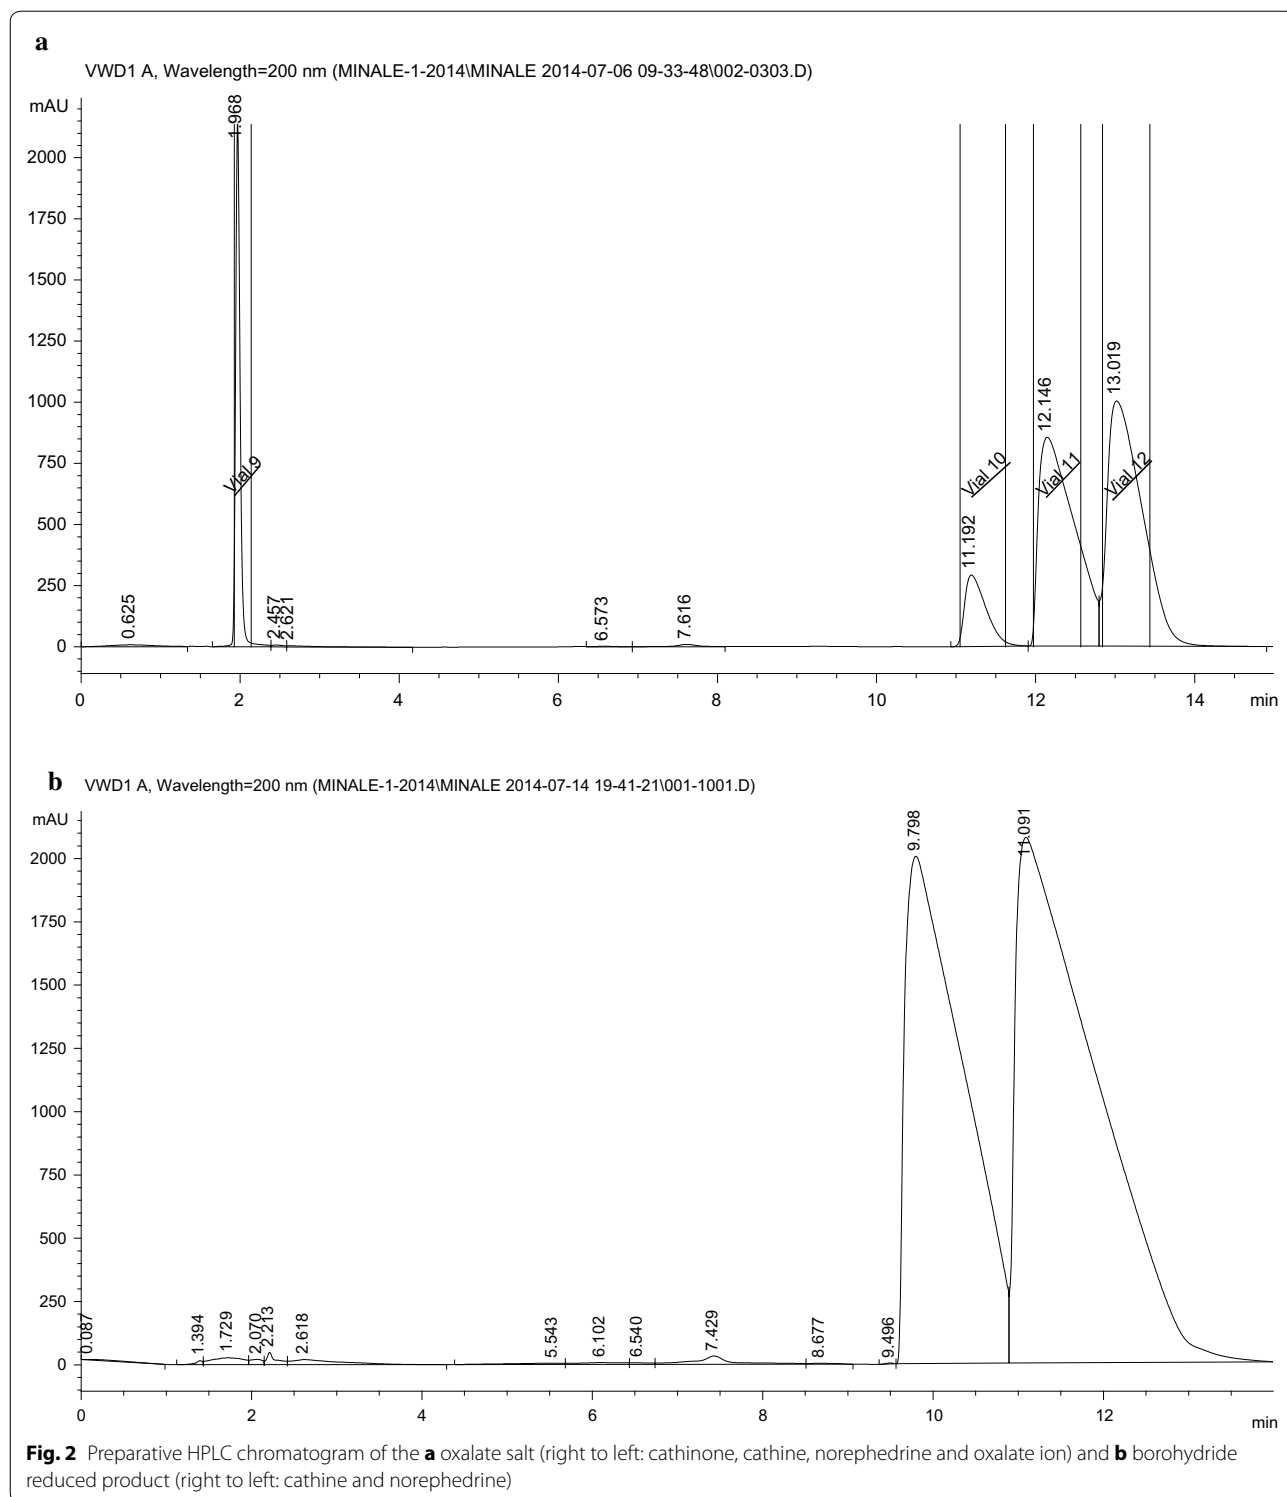 a
VWD1 A, Wavelength=200 nm (MINALE-1-2014\MINALE 2014-07-06 09-33-48\002-0303.D)
mAU
1.968
2000
1750
1500
1250
1000
750
500
250
0
0.625
Vial 9
2.457
2.621
6.573
7.616
11.192
Vial 10
12.146
Vial 11
13.019
Vial 12
0 2 4 6 8 10 12 14 min
b
VWD1 A, Wavelength=200 nm (MINALE-1-2014\MINALE 2014-07-14 19-41-21\001-1001.D)
mAU
2000
1750
1500
1250
1000
750
500
250
0
0.087
1.394
1.729
2.070
2.213
2.618
5.543
6.102
6.540
7.429
8.677
9.496
9.798
11.091
0 2 4 6 8 10 12 min
Fig. 2 Preparative HPLC chromatogram of the a oxalate salt (right to left: cathinone, cathine, norephedrine and oxalate ion) and b borohydride
reduced product (right to left: cathine and norephedrine)